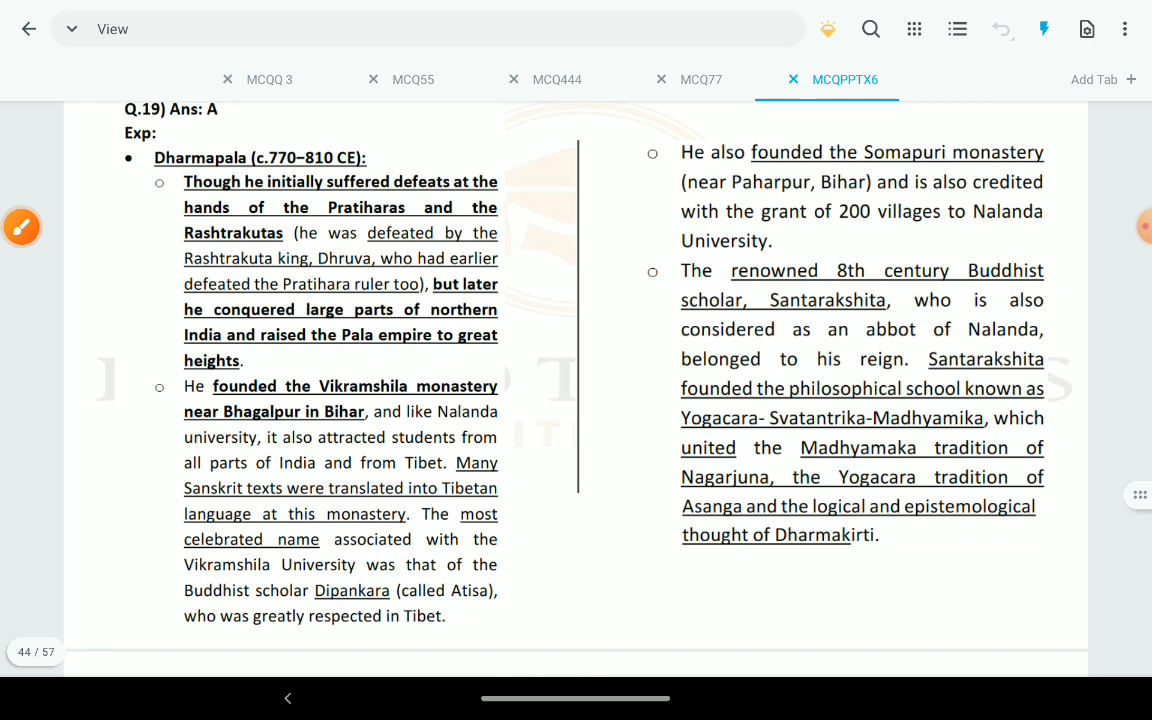 View
MCQQ 3
MCQ55
MCQ444
MCQ77
MCQPPTX6
Add Tab +
Q.19) Ans: A
Exp:
• Dharmapala (c.770–810 CE):
o Though he initially suffered defeats at the
hands of the Pratiharas and the
Rashtrakutas (he was defeated by the
Rashtrakuta king, Dhruva, who had earlier
defeated the Pratihara ruler too), but later
he conquered large parts of northern
India and raised the Pala empire to great
heights.
o He founded the Vikramshila monastery
near Bhagalpur in Bihar, and like Nalanda
university, it also attracted students from
all parts of India and from Tibet. Many
Sanskrit texts were translated into Tibetan
language at this monastery. The most
celebrated name associated with the
Vikramshila University was that of the
Buddhist scholar Dipankara (called Atisa),
who was greatly respected in Tibet.
o He also founded the Somapuri monastery
(near Paharpur, Bihar) and is also credited
with the grant of 200 villages to Nalanda
University.
o The renowned 8th century Buddhist
scholar, Santarakshita, who is also
considered as an abbot of Nalanda,
belonged to his reign. Santarakshita
founded the philosophical school known as
Yogacara- Svatantrika-Madhyamika, which
united the Madhyamaka tradition of
Nagarjuna, the Yogacara tradition of
Asanga and the logical and epistemological
thought of Dharmakirti.
44 / 57